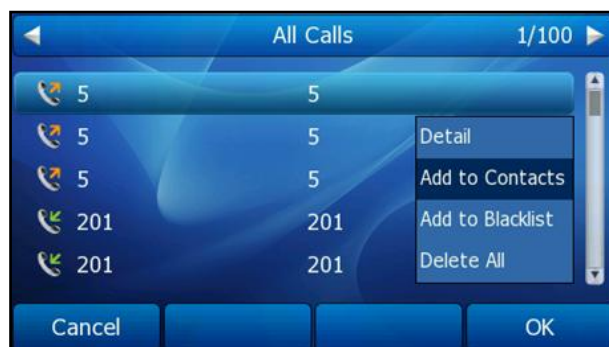 All Calls 1/100
5 5
5 5
Detail
5 5
Add to Contacts
201 201
Add to Blacklist
201 201
Delete All
Cancel OK